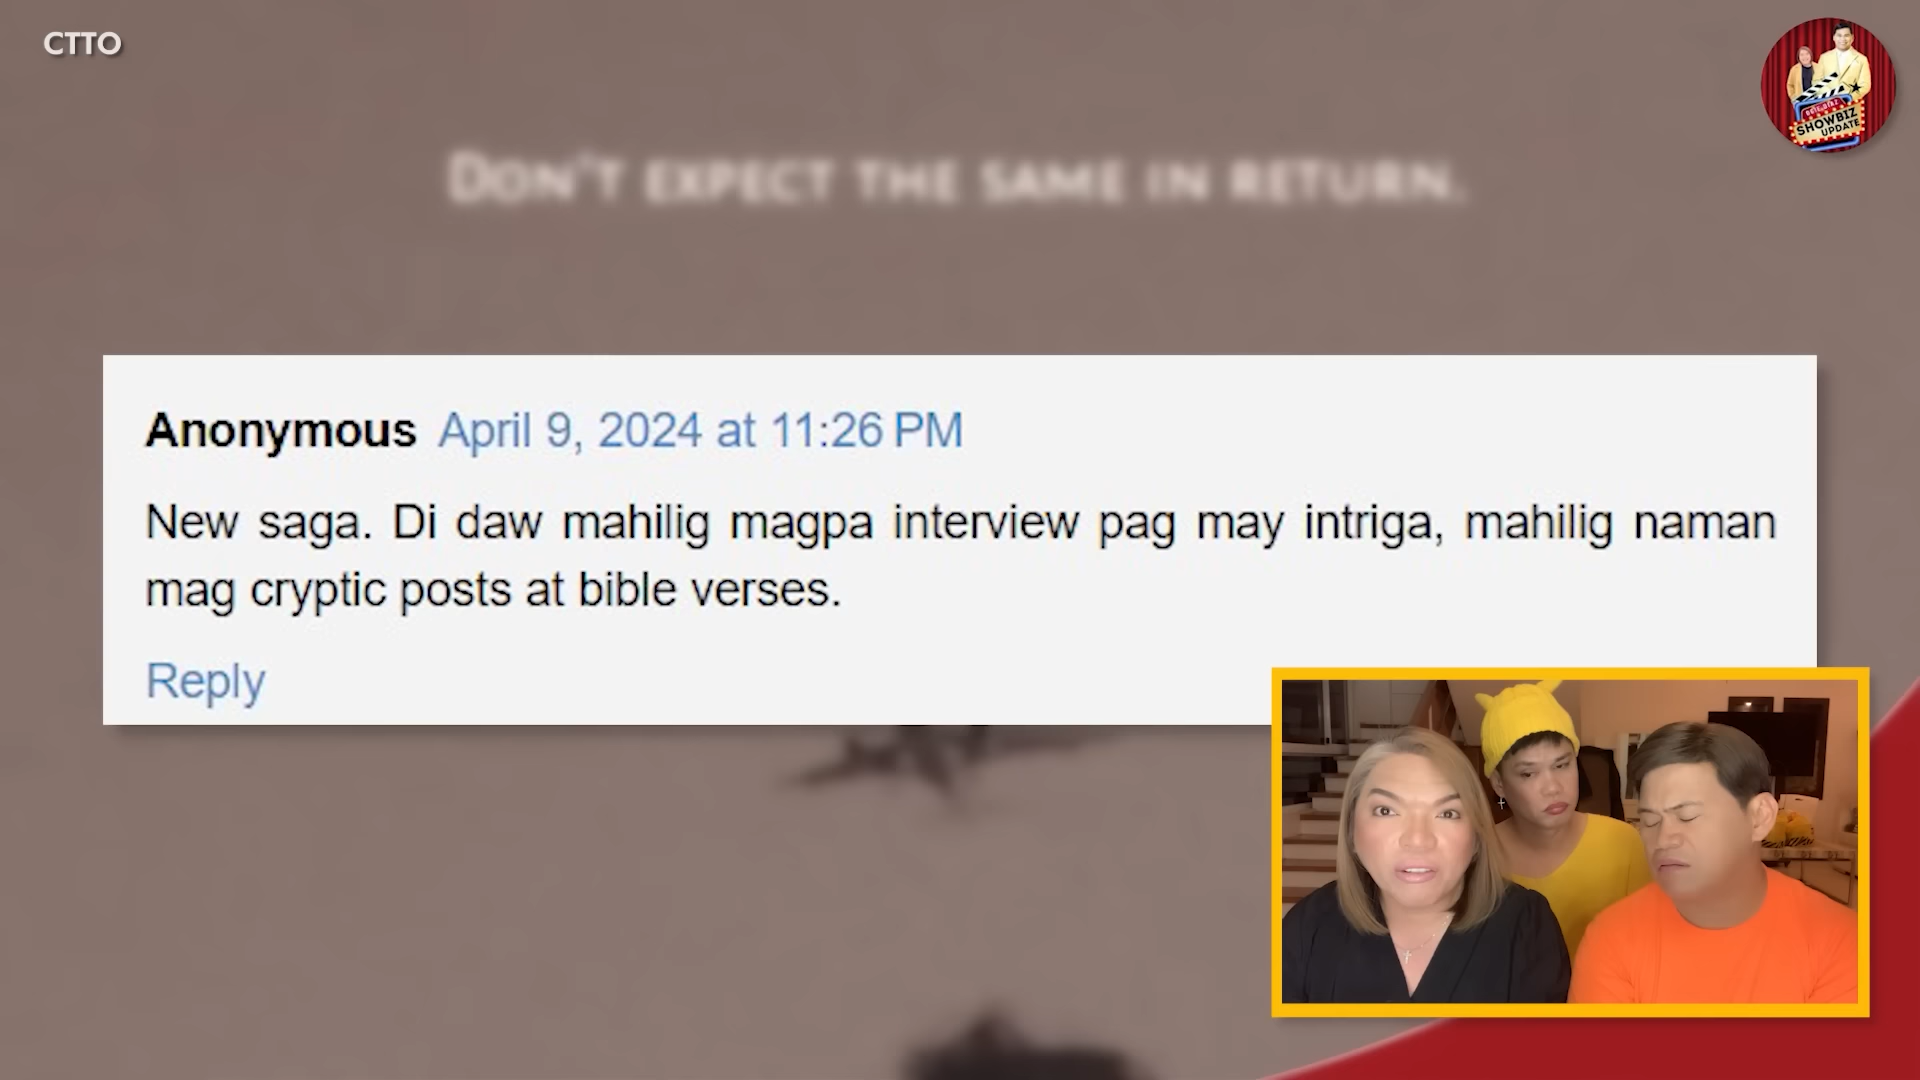 CTTO
DON'T EXPECT THE SAME IN RETURN.
SHOWBIZ
UPDATE
Anonymous April 9, 2024 at 11:26 PM
New saga. Di daw mahilig magpa interview pag may intriga, mahilig naman
mag cryptic posts at bible verses.
Reply